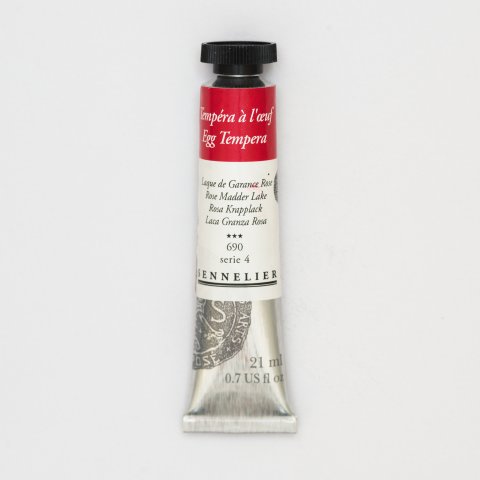 Tempéra à l'œuf
Egg Tempera
Laque de Garance Rose
Rose Madder Lake
Rosa Krapplack
Laca Granza Rosa
★★★
690
serie 4
SENNELIER
21 ml
0.7 US fl oz
ARTS